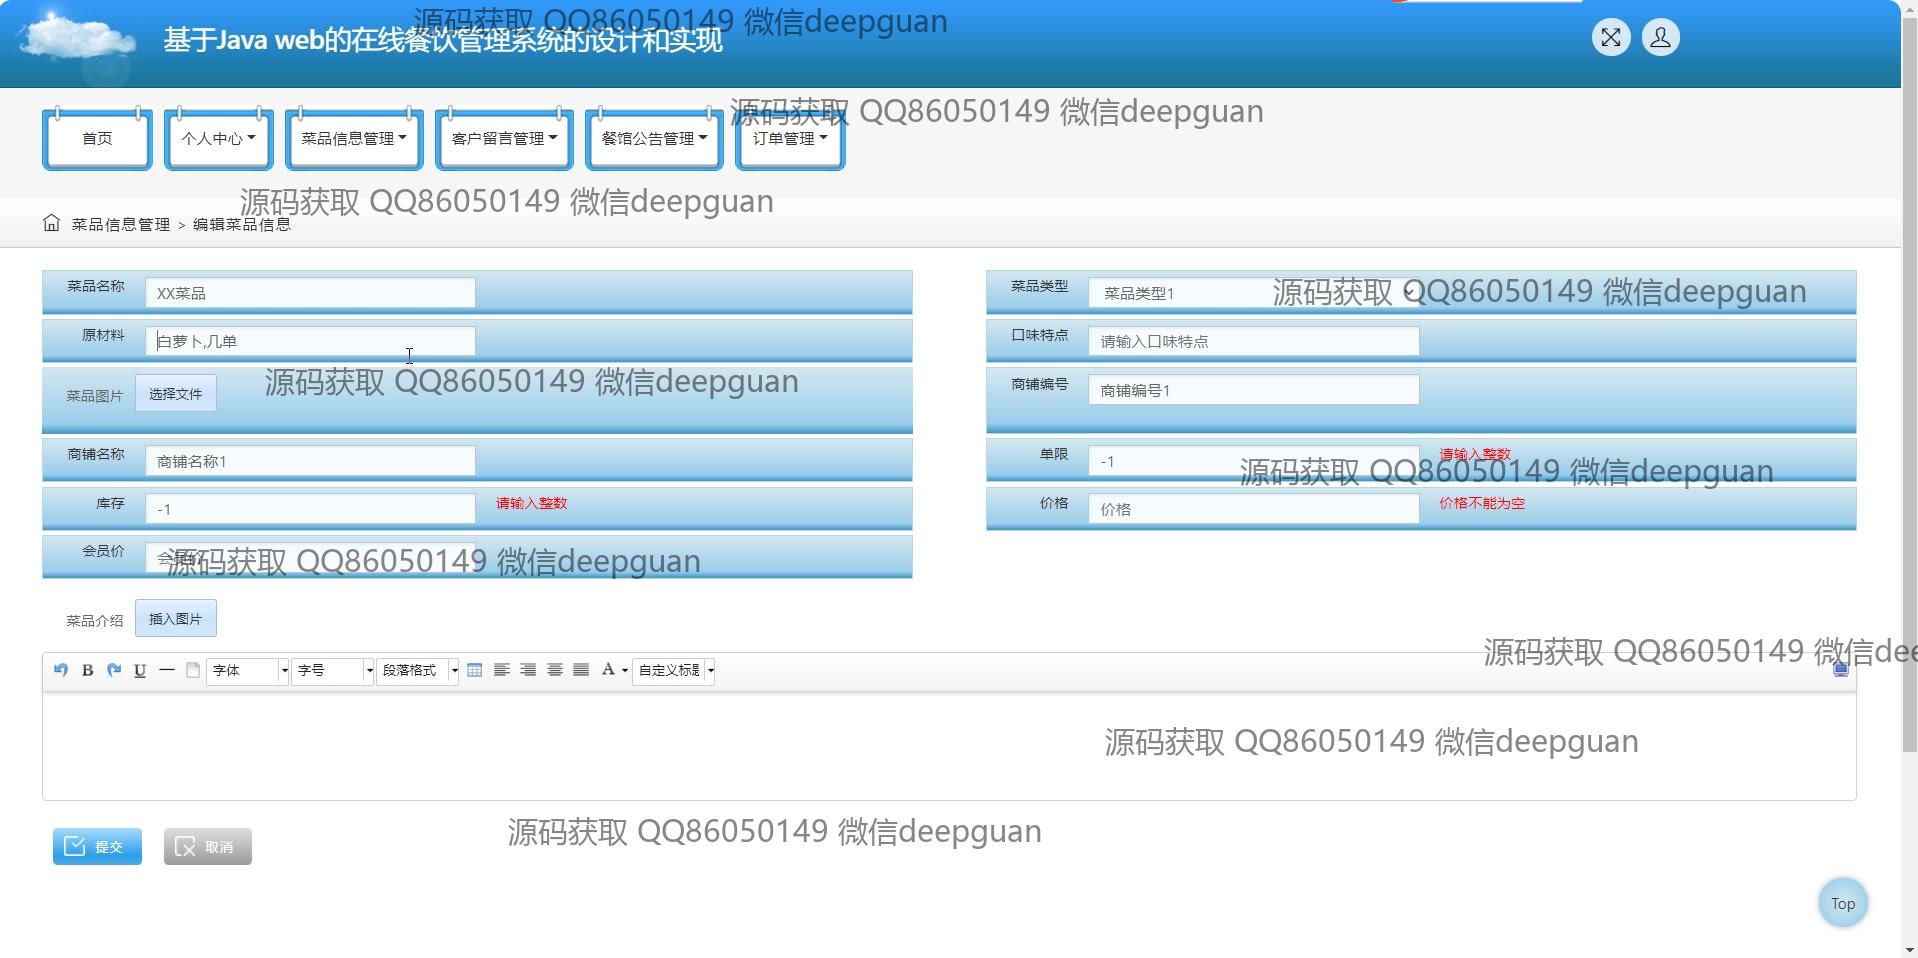 源码获取 QQ86050149 微信deepguan
基于Java web的在线餐饮管理系统的设计和实现
源码获取 QQ86050149 微信deepguan
首页 个人中心 菜品信息管理 客户留言管理 餐馆公告管理 订单管理
源码获取 QQ86050149 微信deepguan
菜品信息管理 > 编辑菜品信息
菜品名称 XX菜品 菜品类型 菜品类型1 源码获取 QQ86050149 微信deepguan
原材料 白萝卜,几单 口味特点 请输入口味特点
源码获取 QQ86050149 微信deepguan
菜品图片 选择文件 商铺编号 商铺编号1
商铺名称 商铺名称1 单限 -1 请输入整数
源码获取 QQ86050149 微信deepguan
库存 -1 请输入整数 价格 价格 价格不能为空
会员价 会员价
源码获取 QQ86050149 微信deepguan
菜品介绍 插入图片
源码获取 QQ86050149 微信dee
B U 字体 字号 段落格式 A 自定义标题
源码获取 QQ86050149 微信deepguan
源码获取 QQ86050149 微信deepguan
提交 取消
Top